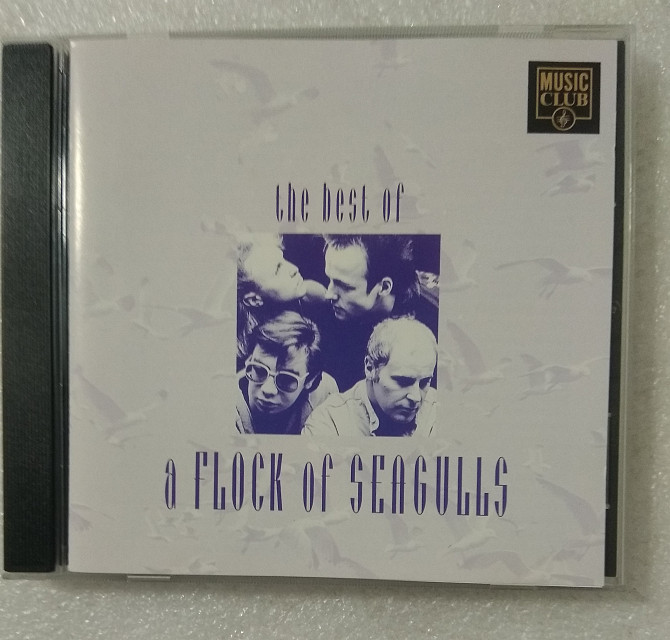 MUSIC
CLUB
the best of
a FLOCK of SEAGULLS